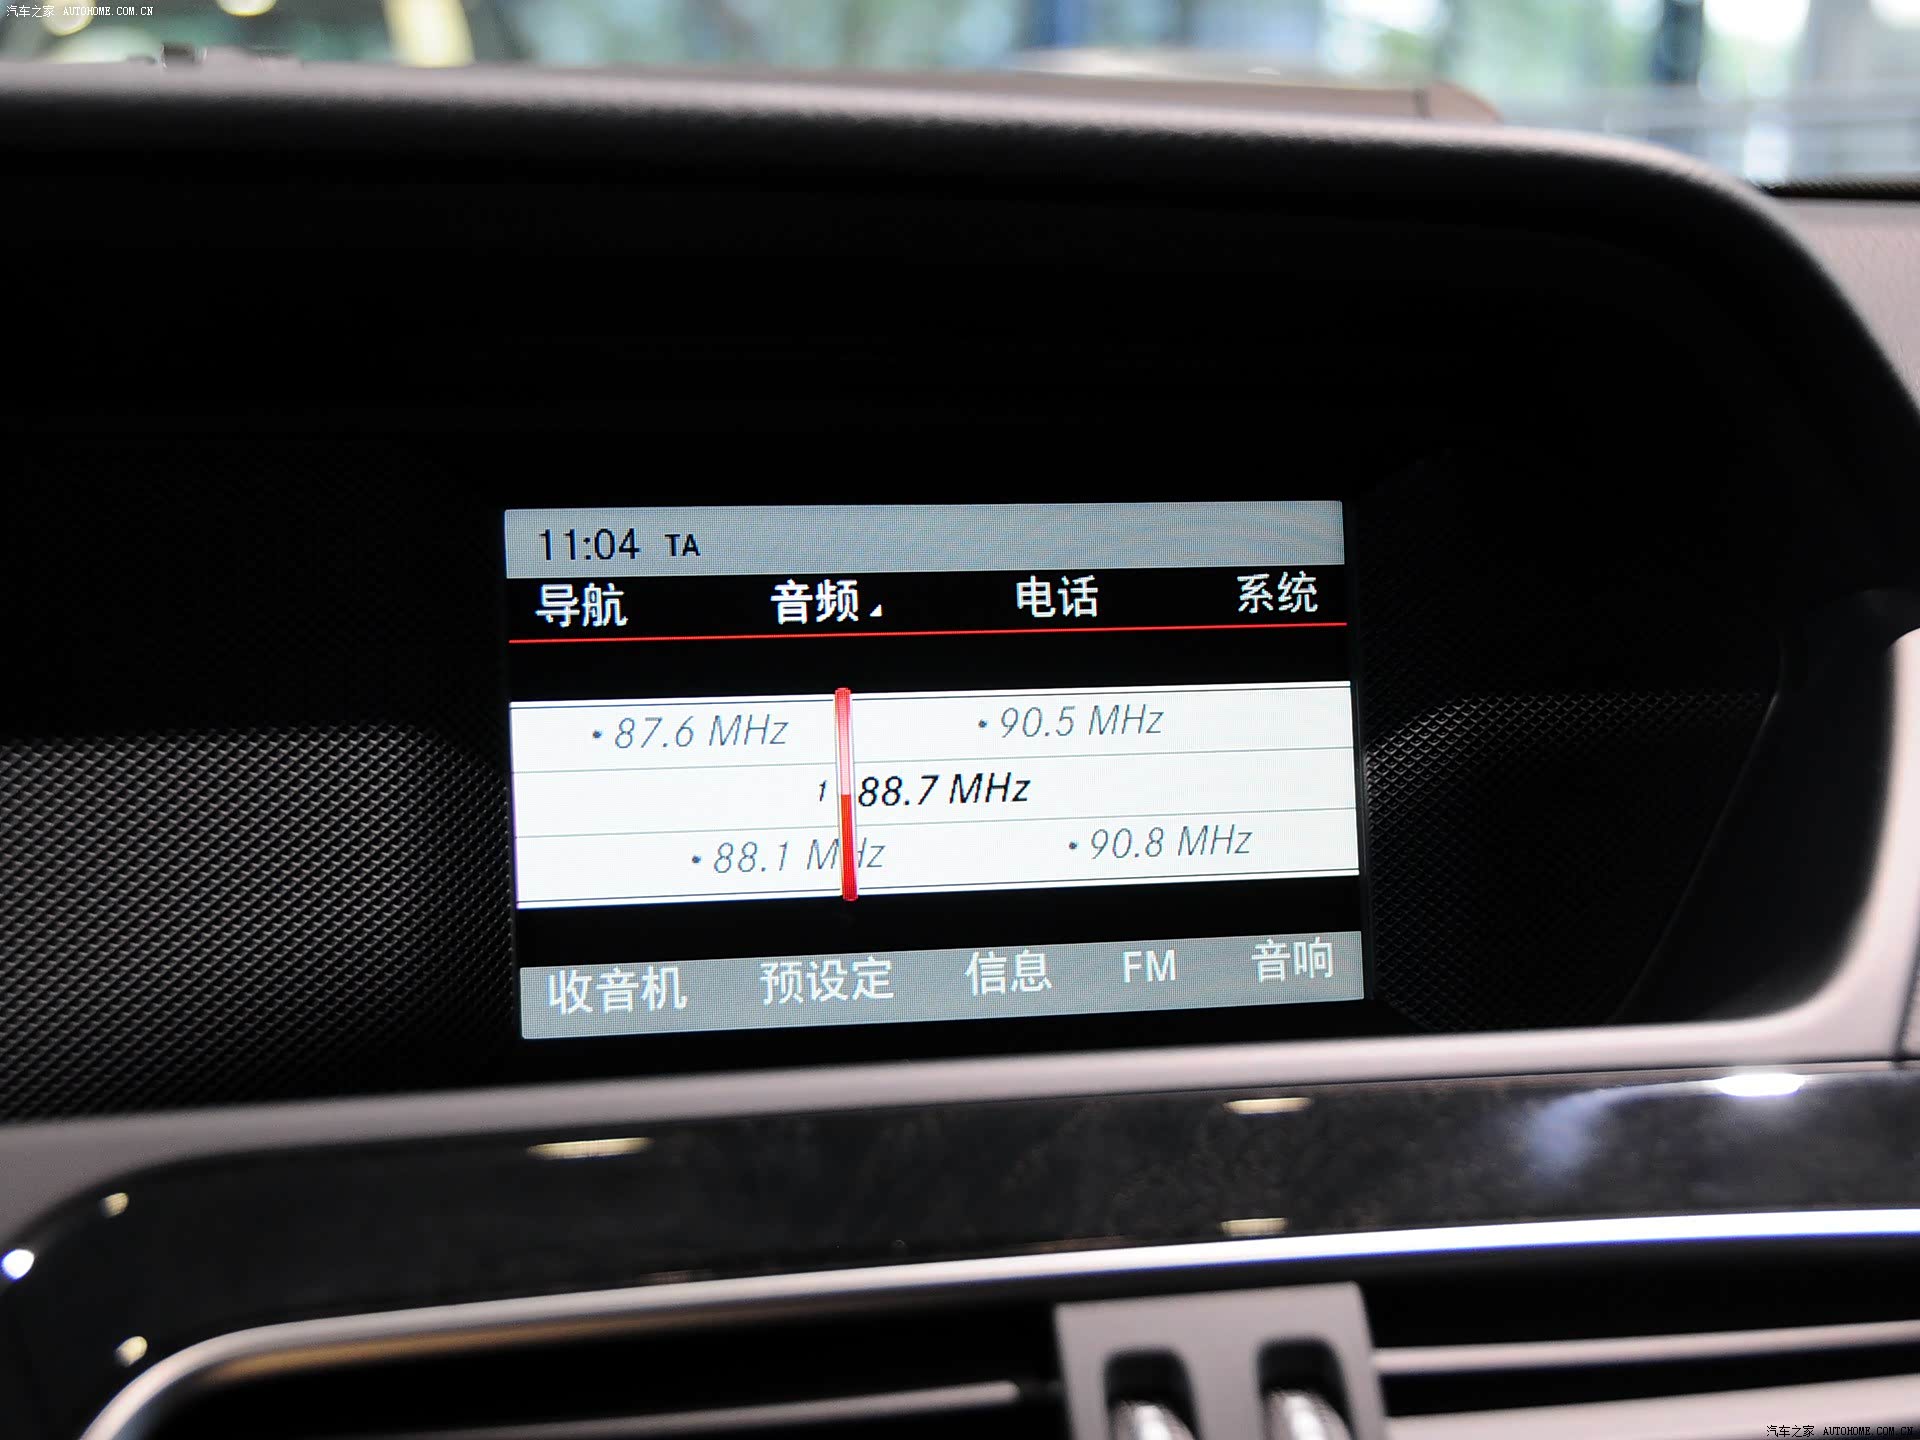 汽车之家 AUTOHOME.COM.CN
11:04 TA
导航 音频 电话 系统
• 87.6 MHz • 90.5 MHz
1 88.7 MHz
• 88.1 MHz • 90.8 MHz
收音机 预设定 信息 FM 音响
汽车之家 AUTOHOME.COM.CN